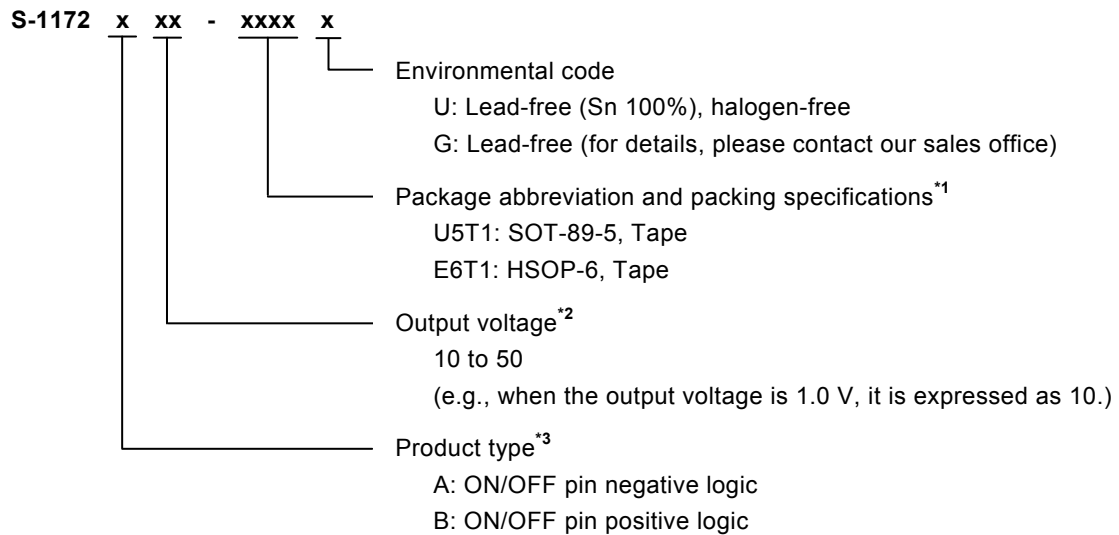 S-1172 x xx - xxxx x
Environmental code
U: Lead-free (Sn 100%), halogen-free
G: Lead-free (for details, please contact our sales office)
Package abbreviation and packing specifications*1
U5T1: SOT-89-5, Tape
E6T1: HSOP-6, Tape
Output voltage*2
10 to 50
(e.g., when the output voltage is 1.0 V, it is expressed as 10.)
Product type*3
A: ON/OFF pin negative logic
B: ON/OFF pin positive logic